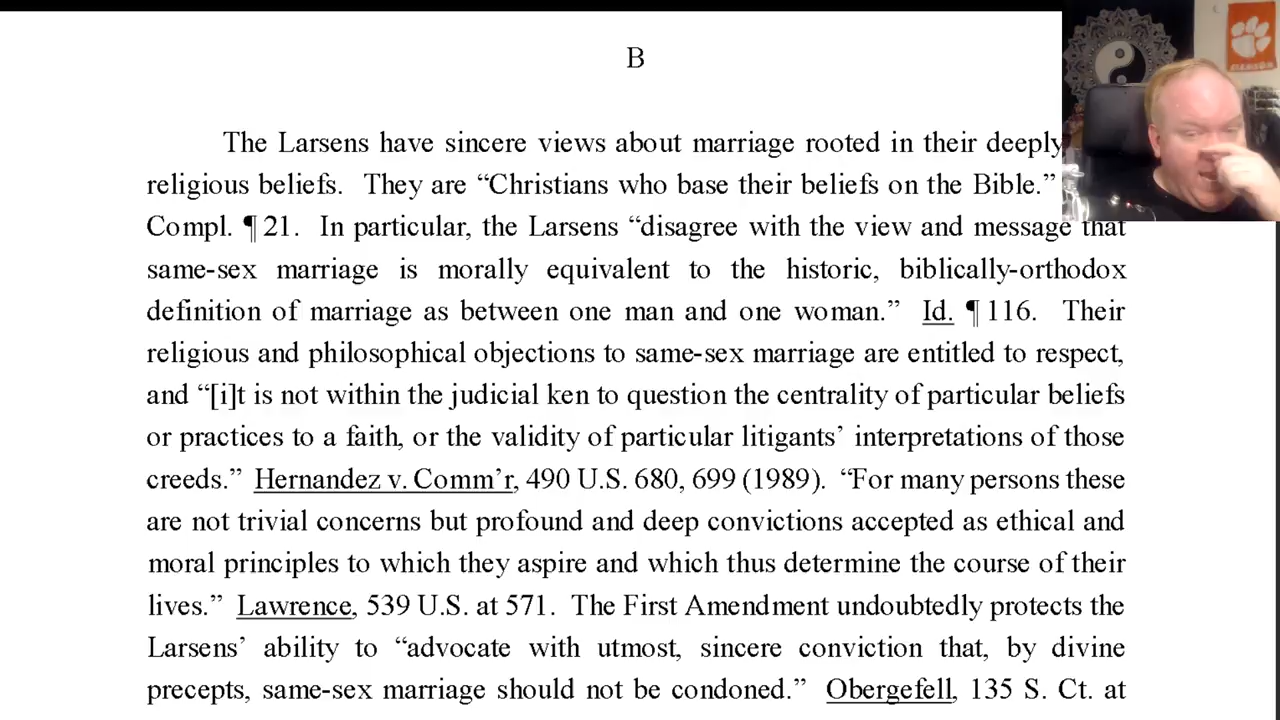 B
The Larsens have sincere views about marriage rooted in their deeply
religious beliefs. They are “Christians who base their beliefs on the Bible.”
Compl. ¶ 21. In particular, the Larsens “disagree with the view and message that
same-sex marriage is morally equivalent to the historic, biblically-orthodox
definition of marriage as between one man and one woman.” Id. ¶ 116. Their
religious and philosophical objections to same-sex marriage are entitled to respect,
and “[i]t is not within the judicial ken to question the centrality of particular beliefs
or practices to a faith, or the validity of particular litigants’ interpretations of those
creeds.” Hernandez v. Comm’r, 490 U.S. 680, 699 (1989). “For many persons these
are not trivial concerns but profound and deep convictions accepted as ethical and
moral principles to which they aspire and which thus determine the course of their
lives.” Lawrence, 539 U.S. at 571. The First Amendment undoubtedly protects the
Larsens’ ability to “advocate with utmost, sincere conviction that, by divine
precepts, same-sex marriage should not be condoned.” Obergefell, 135 S. Ct. at
CLEMSON